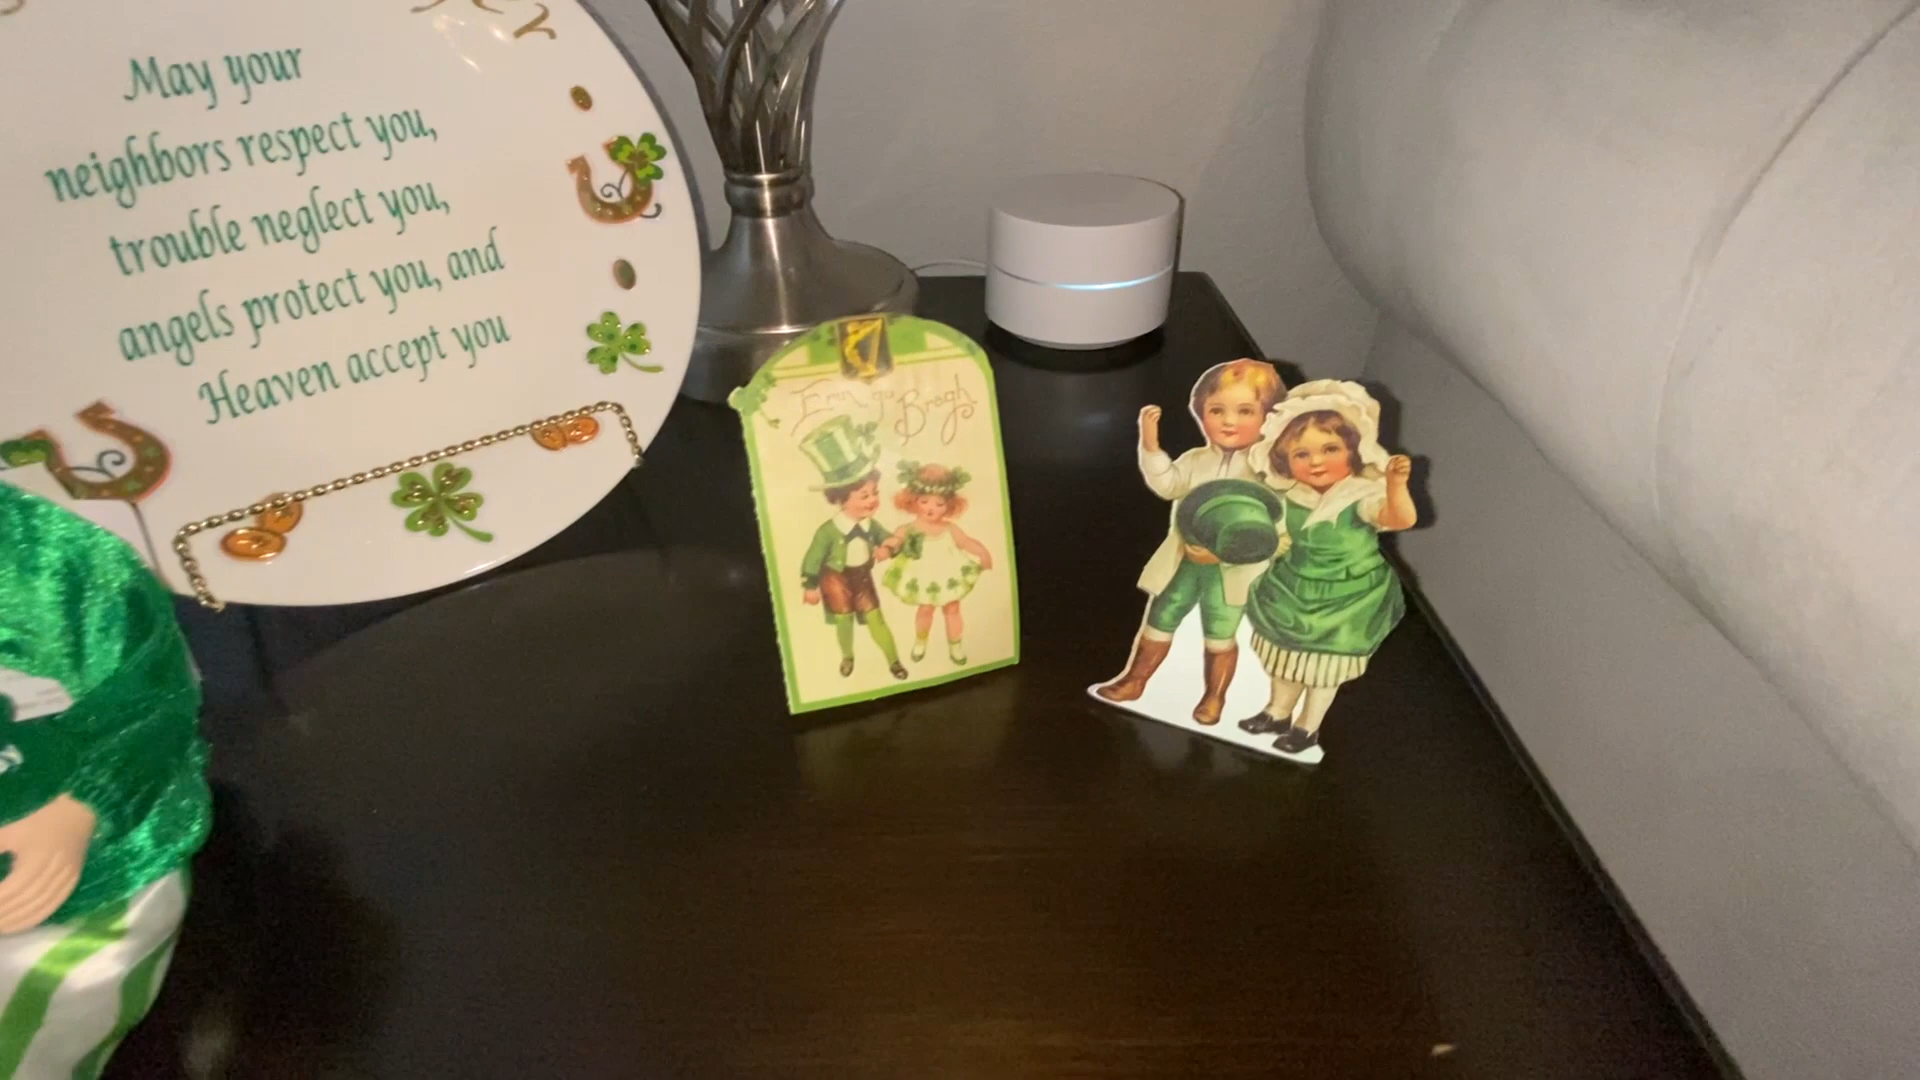 May your
neighbors respect you,
trouble neglect you,
angels protect you, and
Heaven accept you
Erin go Bragh